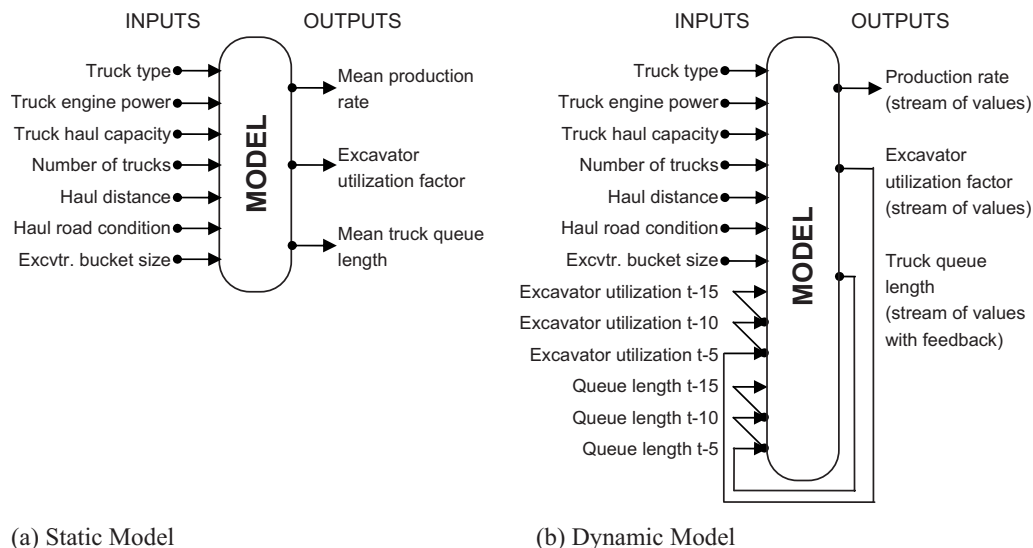 INPUTS
OUTPUTS
Truck type
Truck engine power
Truck haul capacity
Number of trucks
Haul distance
Haul road condition
Excvtr. bucket size
MODEL
Mean production
rate
Excavator
utilization factor
Mean truck queue
length
(a) Static Model
INPUTS
OUTPUTS
Truck type
Truck engine power
Truck haul capacity
Number of trucks
Haul distance
Haul road condition
Excvtr. bucket size
Excavator utilization t-15
Excavator utilization t-10
Excavator utilization t-5
Queue length t-15
Queue length t-10
Queue length t-5
MODEL
Production rate
(stream of values)
Excavator
utilization factor
(stream of values)
Truck queue
length
(stream of values
with feedback)
(b) Dynamic Model